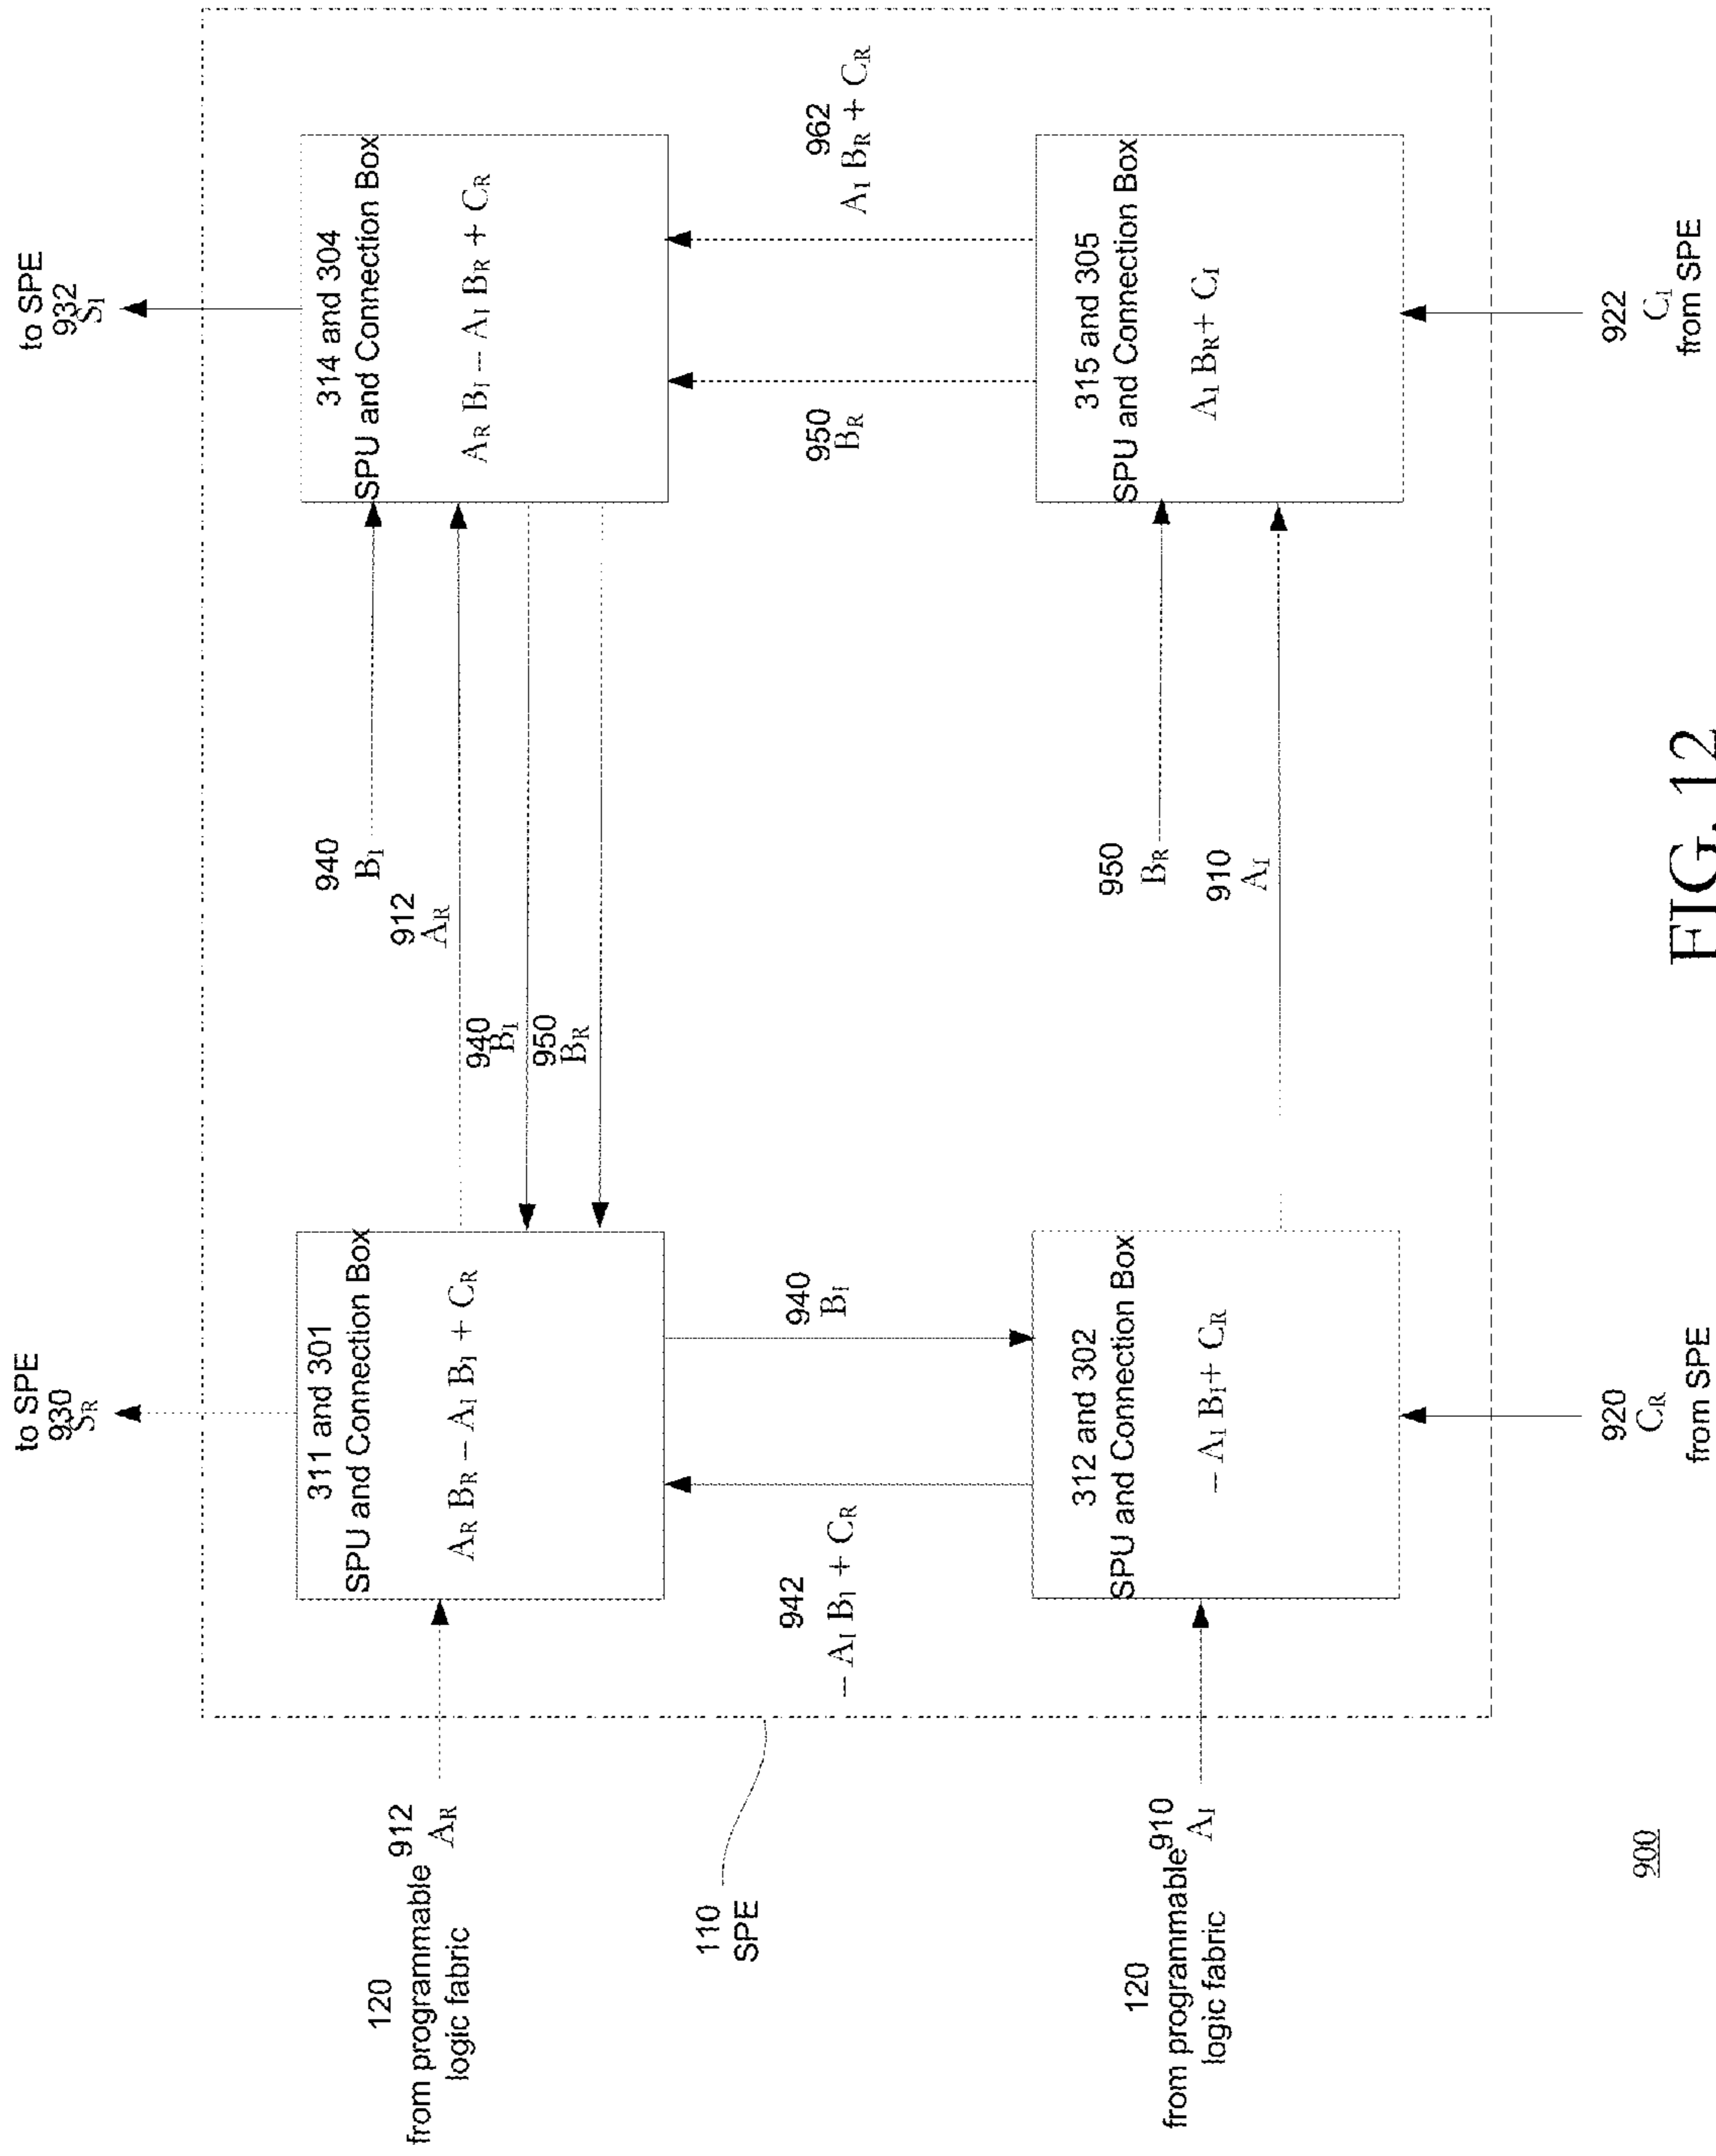 to SPE
930
S_R
to SPE
932
S_I
120
from programmable
logic fabric
912
A_R
311 and 301
SPU and Connection Box
A_R B_R − A_I B_I + C_R
940
B_I
912
A_R
940
B_I
950
B_R
314 and 304
SPU and Connection Box
A_R B_I − A_I B_R + C_R
110
SPE
942
− A_I B_I + C_R
940
B_I
950
B_R
962
A_I B_R + C_R
120
from programmable
logic fabric
910
A_I
312 and 302
SPU and Connection Box
− A_I B_I + C_R
950
B_R
910
A_I
315 and 305
SPU and Connection Box
A_I B_R + C_I
920
C_R
from SPE
922
C_I
from SPE
900
FIG. 12